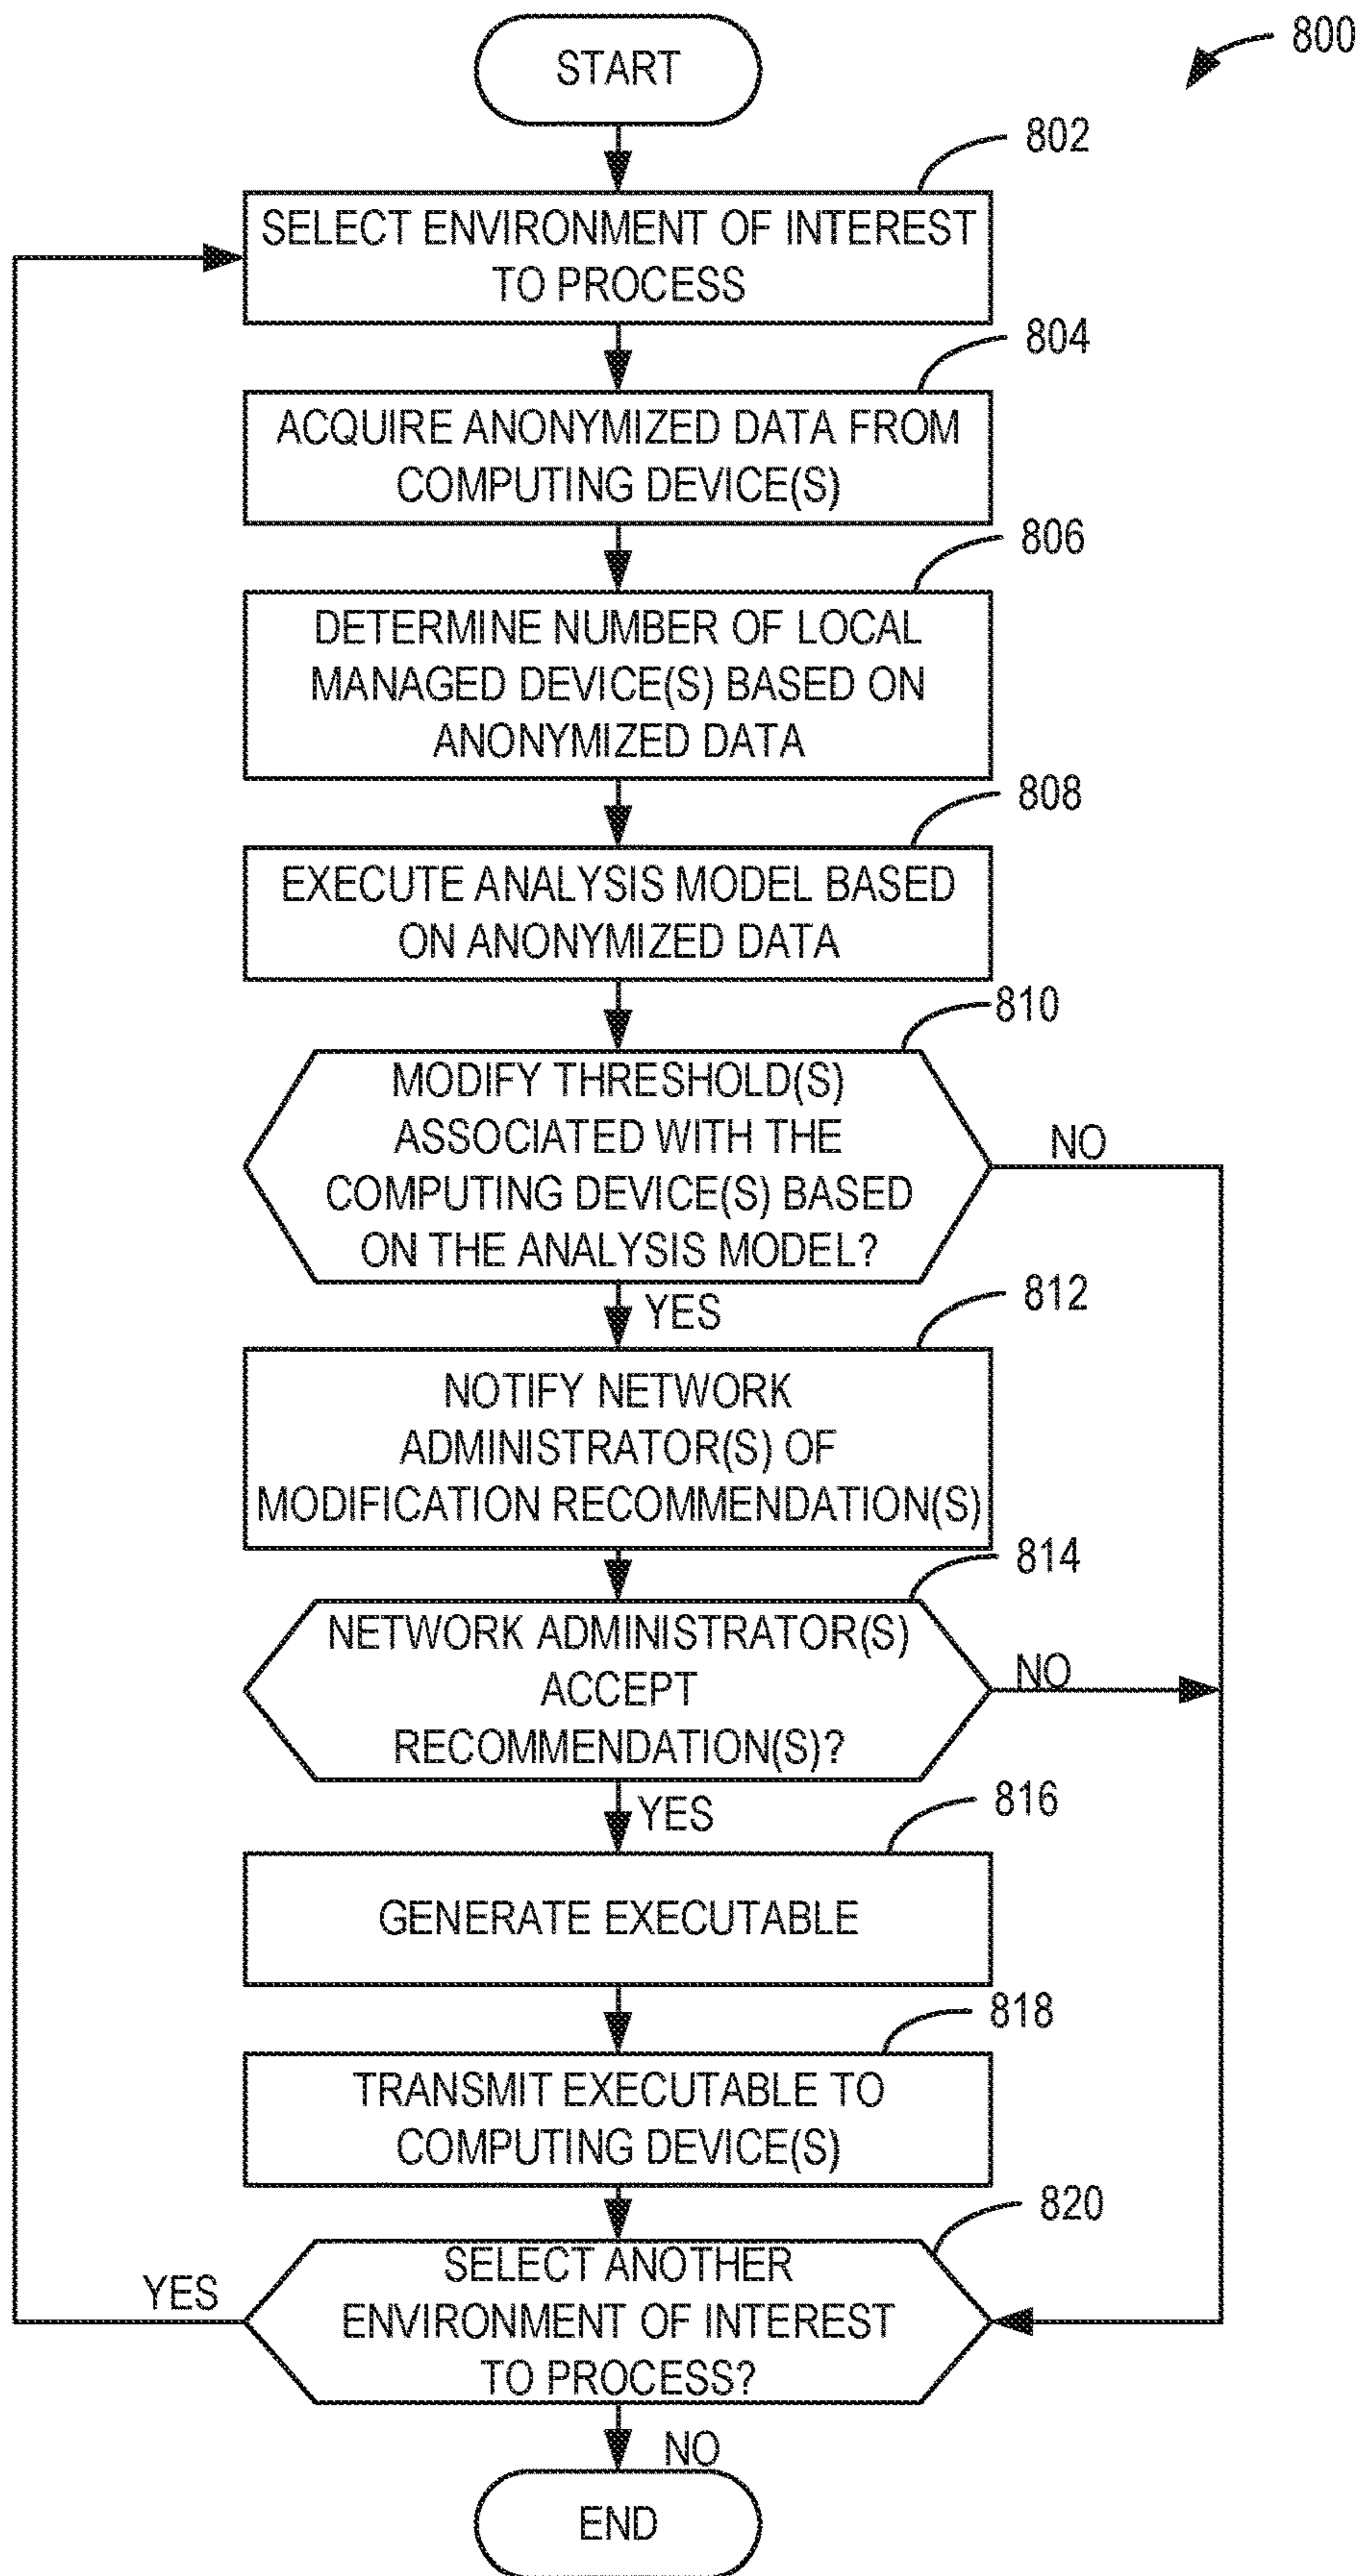 START
800
802
SELECT ENVIRONMENT OF INTEREST
TO PROCESS
804
ACQUIRE ANONYMIZED DATA FROM
COMPUTING DEVICE(S)
806
DETERMINE NUMBER OF LOCAL
MANAGED DEVICE(S) BASED ON
ANONYMIZED DATA
808
EXECUTE ANALYSIS MODEL BASED
ON ANONYMIZED DATA
810
MODIFY THRESHOLD(S)
ASSOCIATED WITH THE
COMPUTING DEVICE(S) BASED
ON THE ANALYSIS MODEL?
NO
YES
812
NOTIFY NETWORK
ADMINISTRATOR(S) OF
MODIFICATION RECOMMENDATION(S)
814
NETWORK ADMINISTRATOR(S)
ACCEPT
RECOMMENDATION(S)?
NO
YES
816
GENERATE EXECUTABLE
818
TRANSMIT EXECUTABLE TO
COMPUTING DEVICE(S)
820
SELECT ANOTHER
ENVIRONMENT OF INTEREST
TO PROCESS?
YES
NO
END